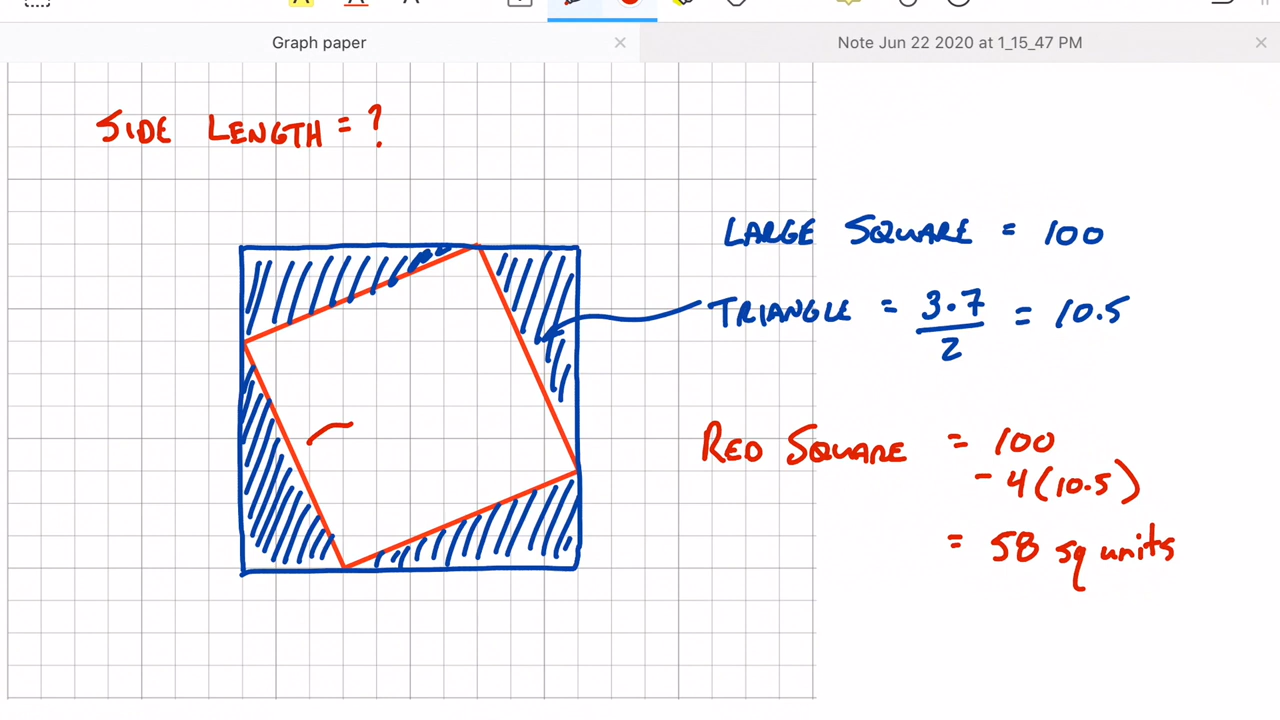 Graph paper
Note Jun 22 2020 at 1_15_47 PM
SIDE LENGTH = ?
LARGE SQUARE = 100
TRIANGLE = 3·7/2 = 10.5
RED SQUARE = 100
- 4(10.5)
= 58 sq units